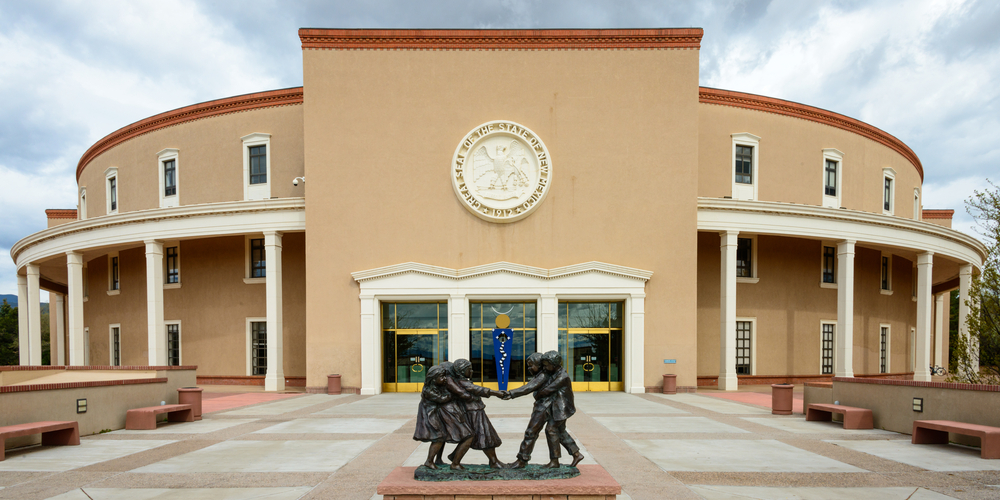 GREAT SEAL OF THE STATE OF NEW MEXICO
• 1912 •